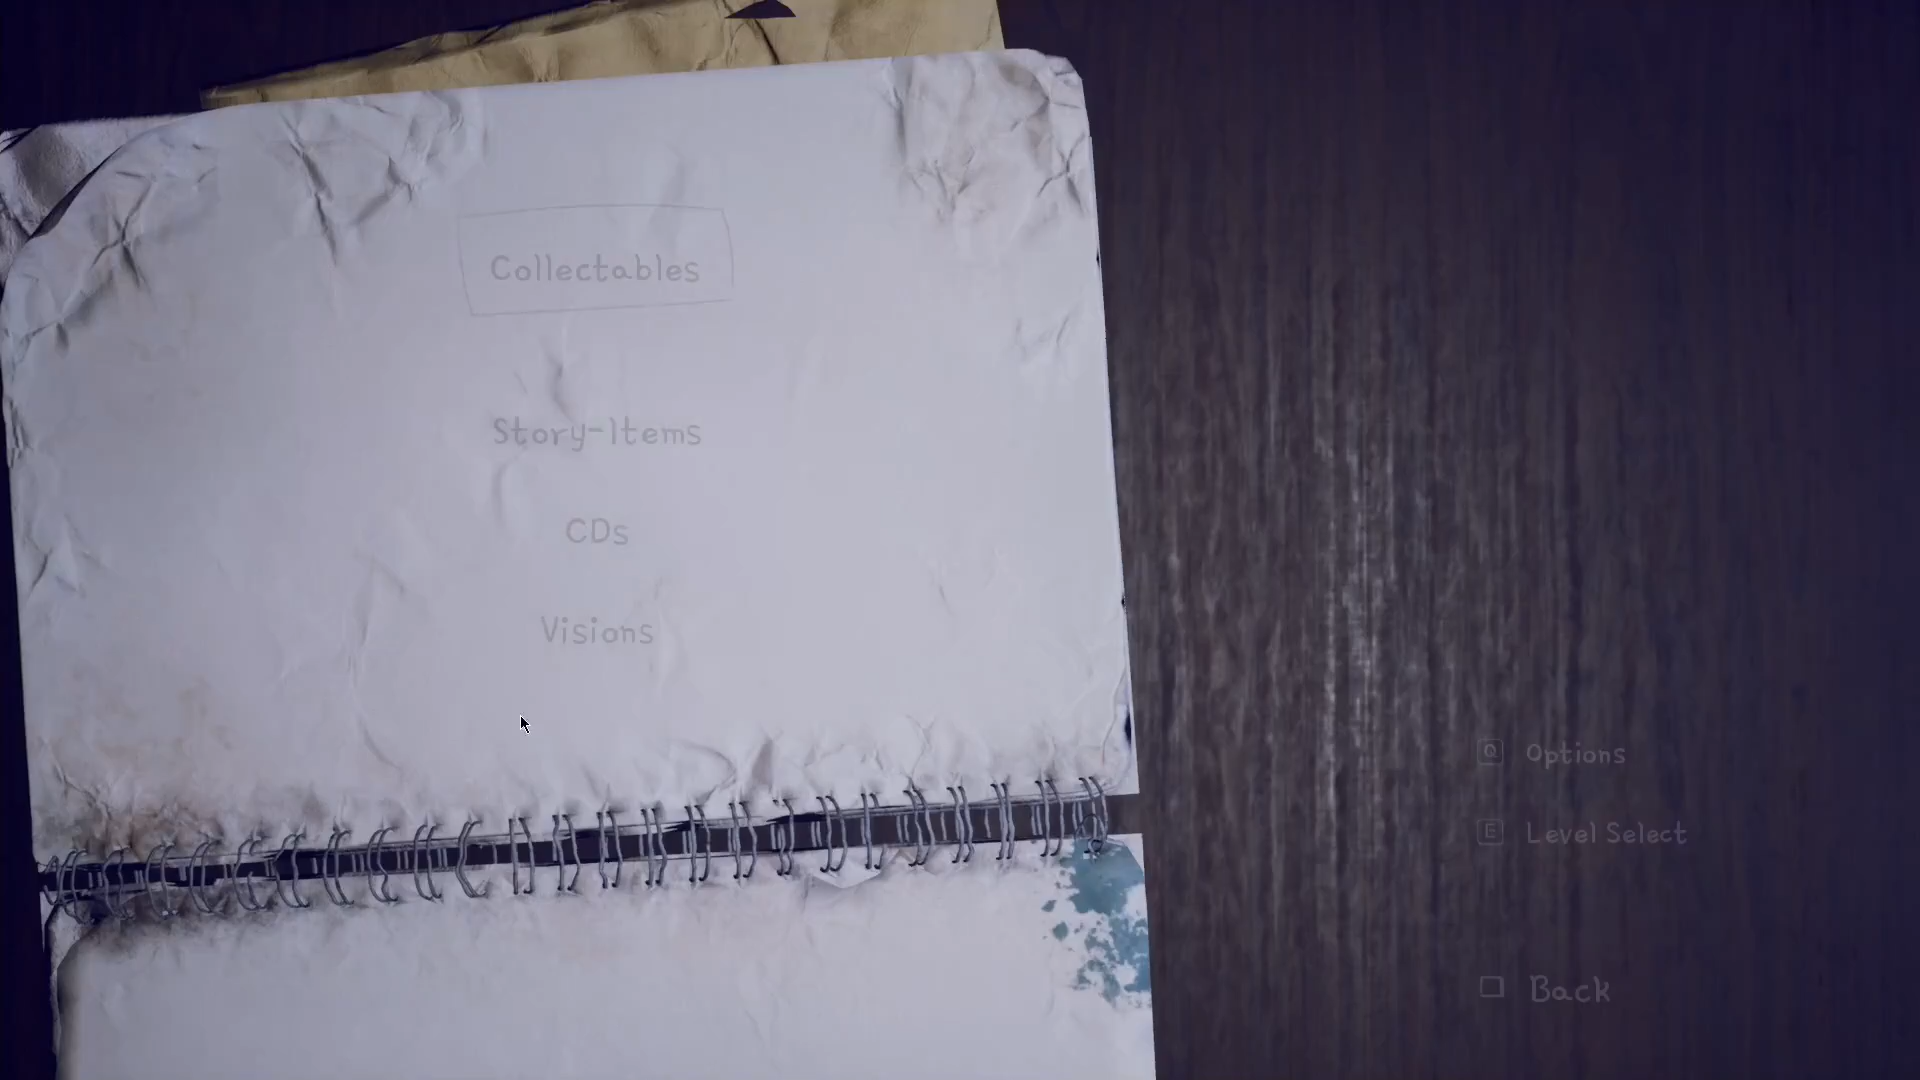 Collectables
Story-Items
CDs
Visions
Q Options
E Level Select
Back